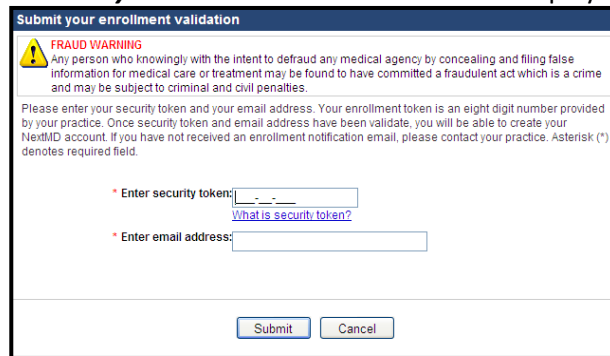 Submit your enrollment validation
FRAUD WARNING
Any person who knowingly with the intent to defraud any medical agency by concealing and filing false
information for medical care or treatment may be found to have committed a fraudulent act which is a crime
and may be subject to criminal and civil penalties.
Please enter your security token and your email address. Your enrollment token is an eight digit number provided
by your practice. Once security token and email address have been validate, you will be able to create your
NextMD account. If you have not received an enrollment notification email, please contact your practice. Asterisk (*)
denotes required field.
* Enter security token: ___-__-___
What is security token?
* Enter email address:
Submit Cancel